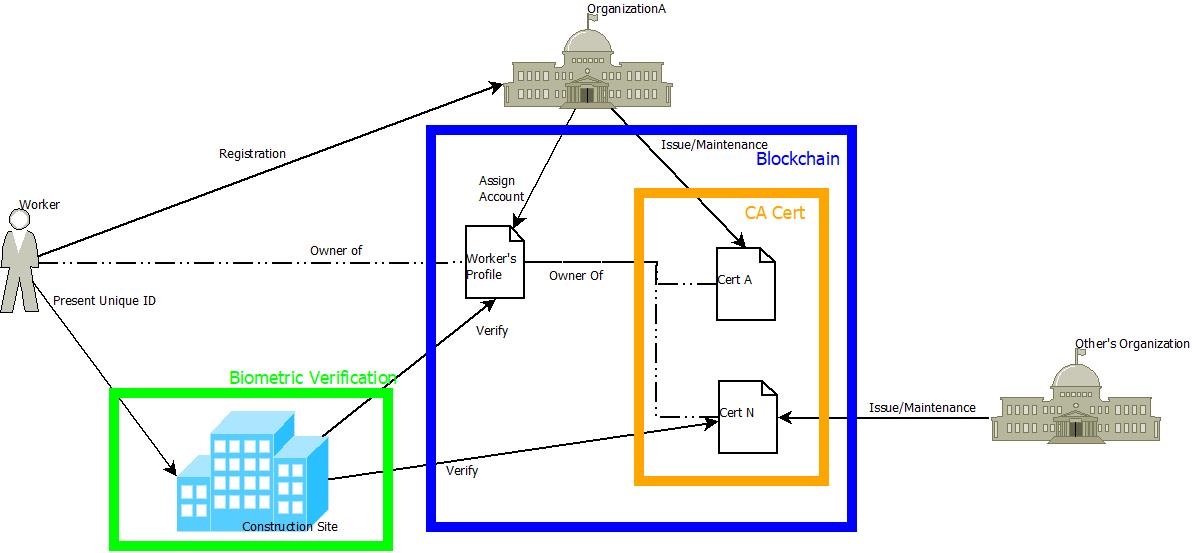 OrganizationA
Registration
Issue/Maintenance
Blockchain
Assign
Account
Worker
CA Cert
Owner of
Worker's
Profile
Owner Of
Cert A
Present Unique ID
Verify
Other's Organization
Biometric Verification
Cert N
Issue/Maintenance
Verify
Construction Site